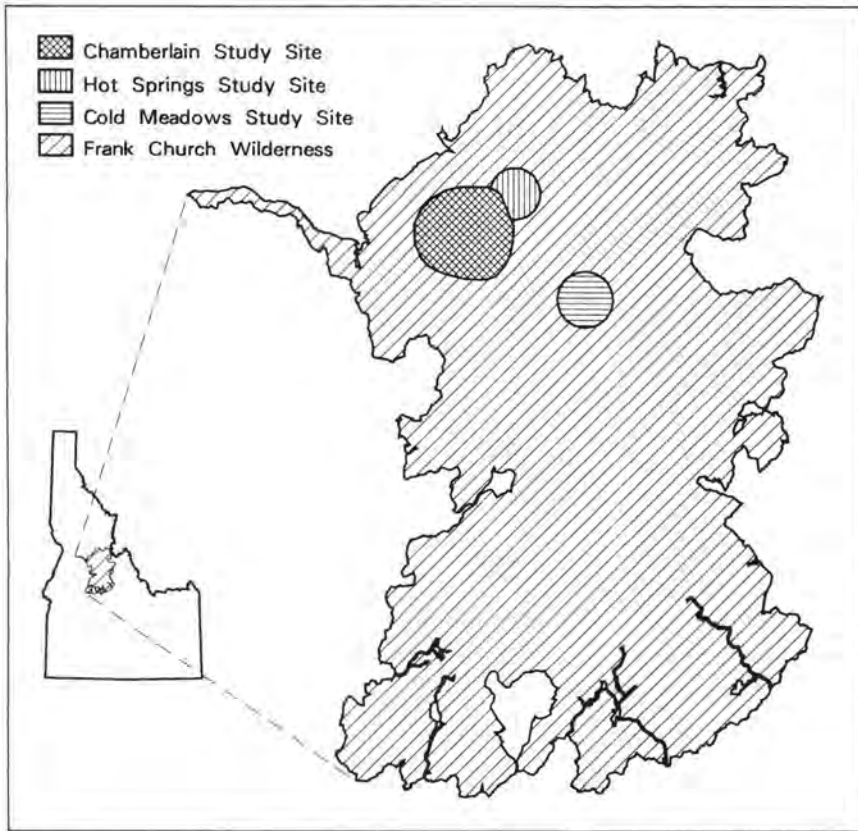 Chamberlain Study Site
Hot Springs Study Site
Cold Meadows Study Site
Frank Church Wilderness